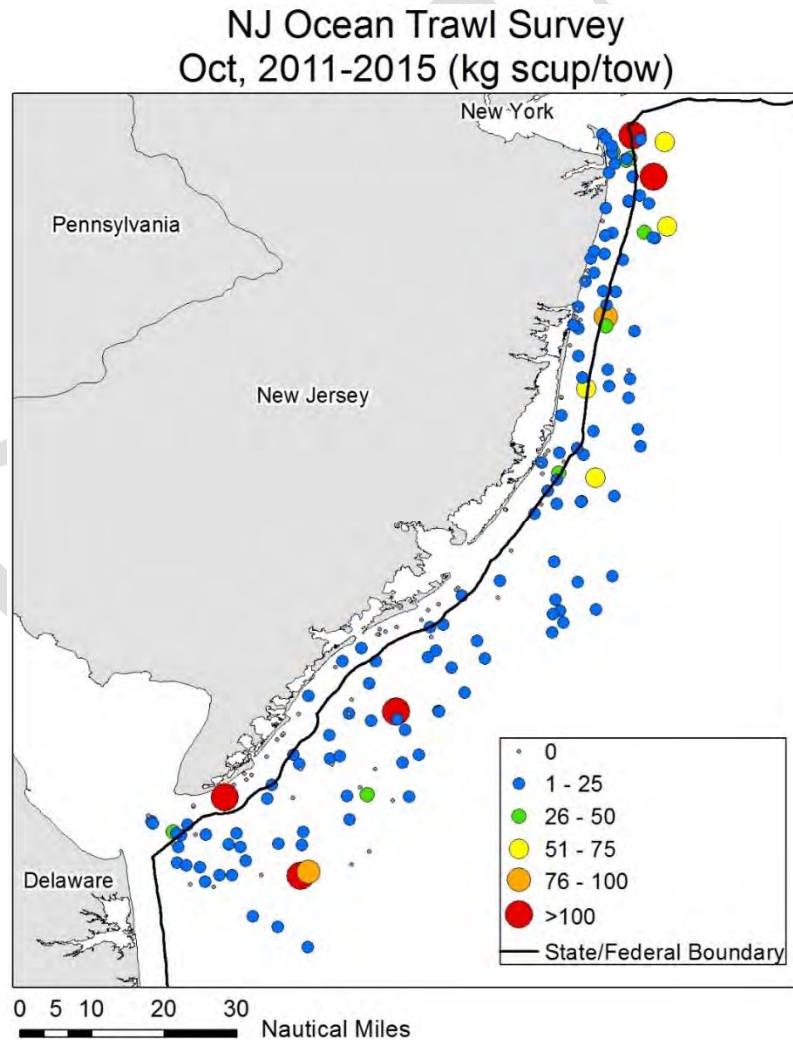 NJ Ocean Trawl Survey
Oct, 2011-2015 (kg scup/tow)
New York
Pennsylvania
New Jersey
Delaware
0
1 - 25
26 - 50
51 - 75
76 - 100
>100
State/Federal Boundary
0 5 10 20 30
Nautical Miles